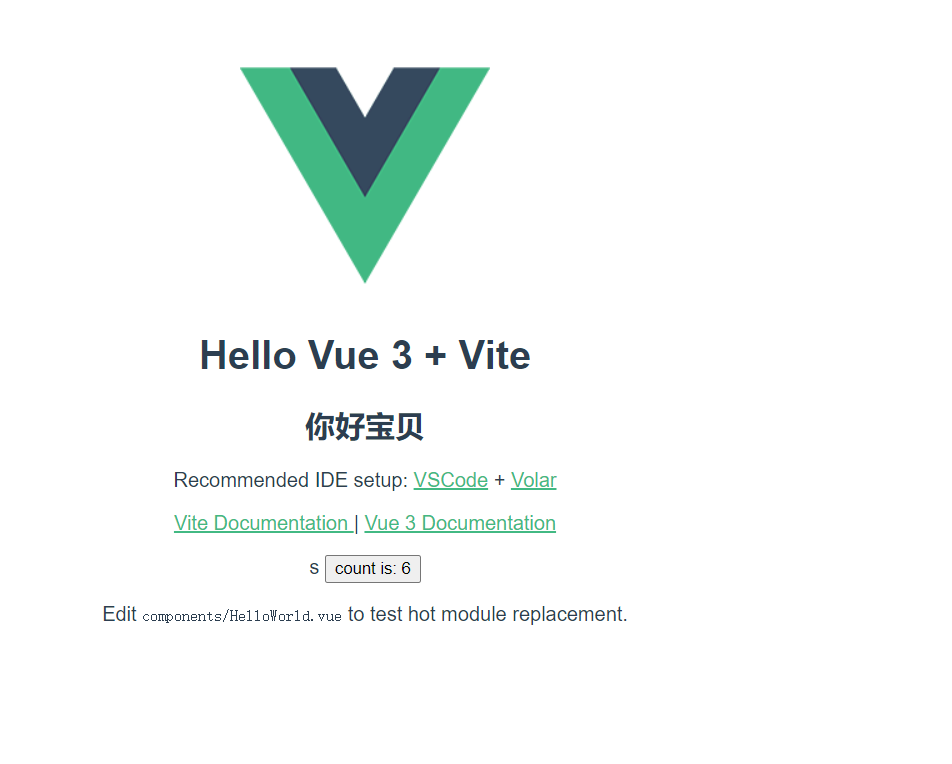 Hello Vue 3 + Vite
你好宝贝
Recommended IDE setup: VSCode + Volar
Vite Documentation | Vue 3 Documentation
s count is: 6
Edit components/HelloWorld.vue to test hot module replacement.